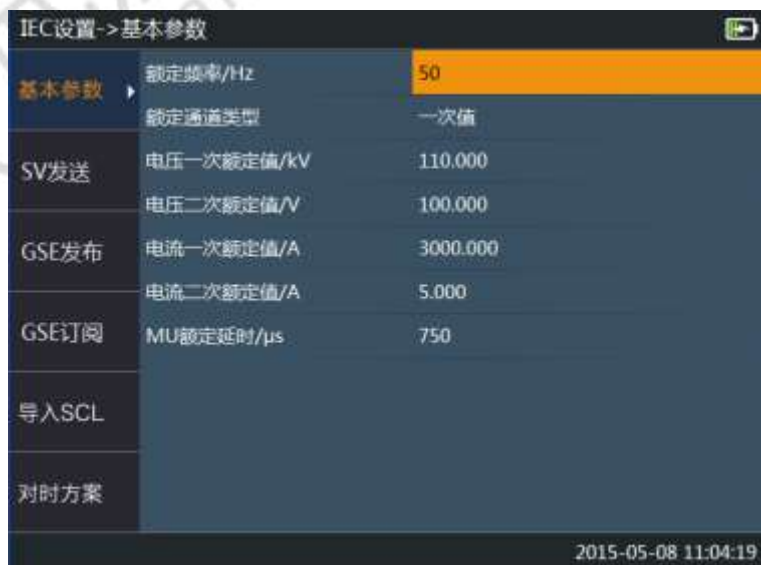 IEC设置->基本参数
基本参数
额定频率/Hz 50
额定通道类型 一次值
SV发送
电压一次额定值/kV 110.000
电压二次额定值/V 100.000
GSE发布
电流一次额定值/A 3000.000
电流二次额定值/A 5.000
GSE订阅
MU额定延时/μs 750
导入SCL
对时方案
2015-05-08 11:04:19